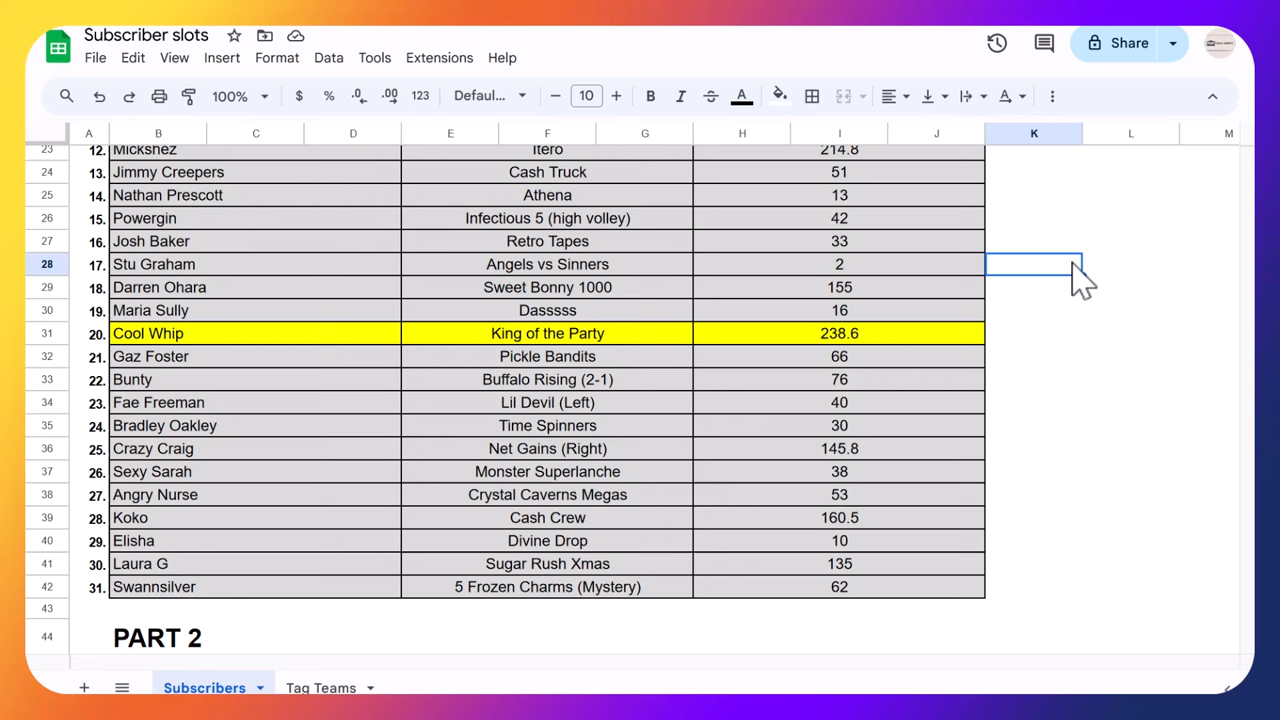 Subscriber slots
File Edit View Insert Format Data Tools Extensions Help
Share
100% $ % .0 .00 123 Defaul... 10 B I A
A B C D E F G H I J K L M
23 12. Mickshez Itero 214.8
24 13. Jimmy Creepers Cash Truck 51
25 14. Nathan Prescott Athena 13
26 15. Powergin Infectious 5 (high volley) 42
27 16. Josh Baker Retro Tapes 33
28 17. Stu Graham Angels vs Sinners 2
29 18. Darren Ohara Sweet Bonny 1000 155
30 19. Maria Sully Dasssss 16
31 20. Cool Whip King of the Party 238.6
32 21. Gaz Foster Pickle Bandits 66
33 22. Bunty Buffalo Rising (2-1) 76
34 23. Fae Freeman Lil Devil (Left) 40
35 24. Bradley Oakley Time Spinners 30
36 25. Crazy Craig Net Gains (Right) 145.8
37 26. Sexy Sarah Monster Superlanche 38
38 27. Angry Nurse Crystal Caverns Megas 53
39 28. Koko Cash Crew 160.5
40 29. Elisha Divine Drop 10
41 30. Laura G Sugar Rush Xmas 135
42 31. Swannsilver 5 Frozen Charms (Mystery) 62
43
44 PART 2
Subscribers Tag Teams